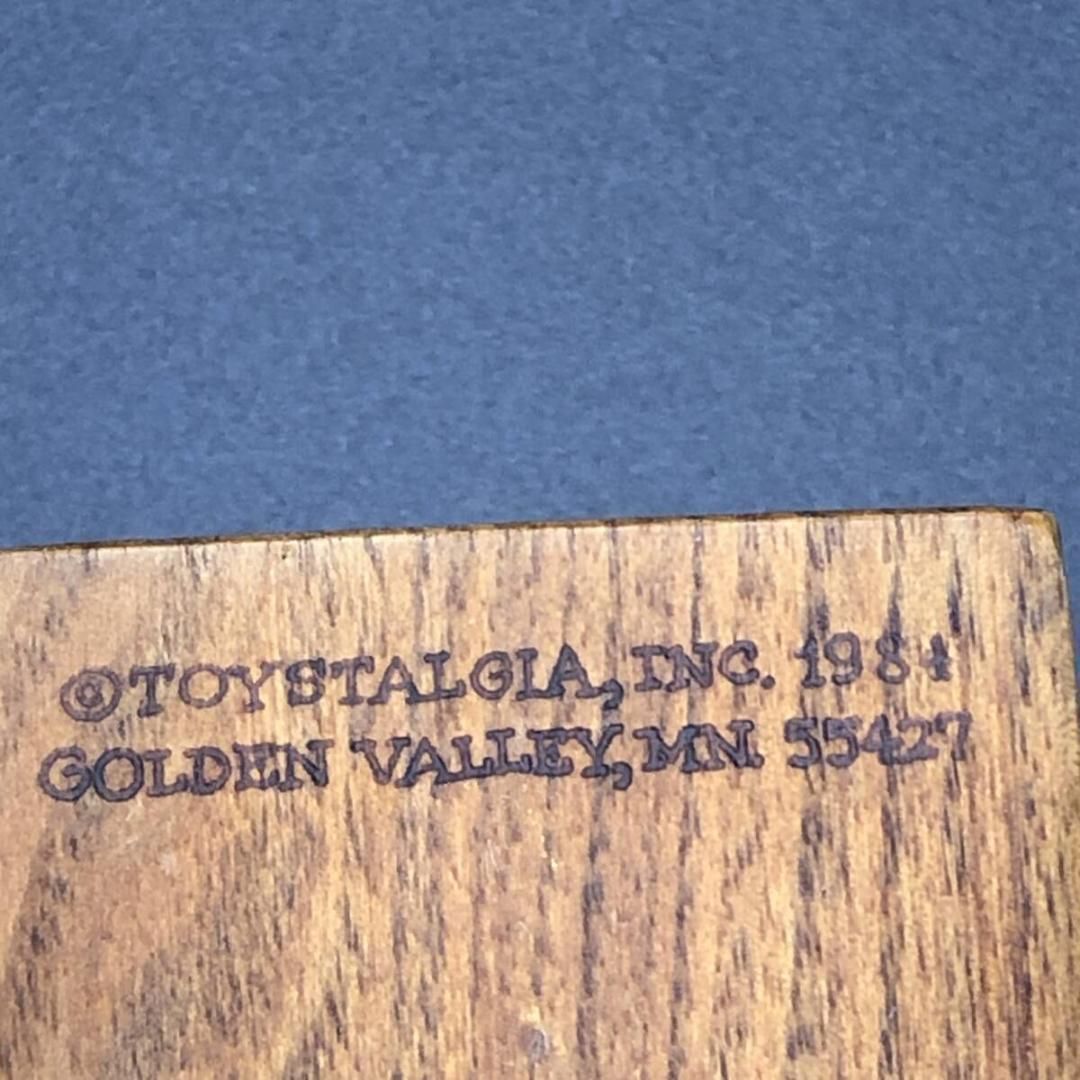 ©TOYSTALGIA, INC. 1984
GOLDEN VALLEY, MN 55427